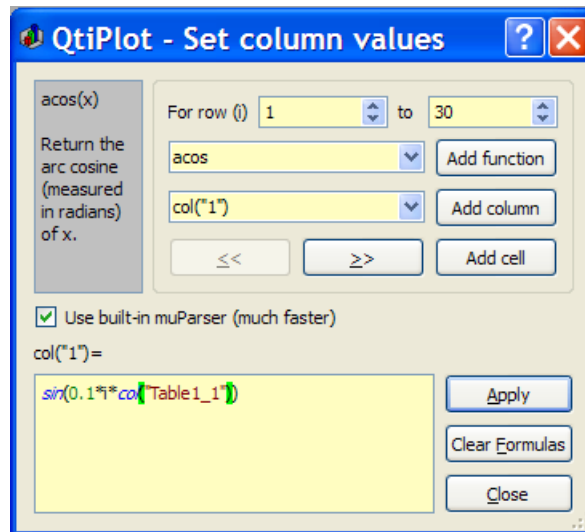 QtiPlot - Set column values
acos(x)
Return the
arc cosine
(measured
in radians)
of x.
For row (i) 1 to 30
acos Add function
col("1") Add column
<< >> Add cell
Use built-in muParser (much faster)
col("1")=
sin(0.1*i*col("Table1_1"))
Apply
Clear Formulas
Close